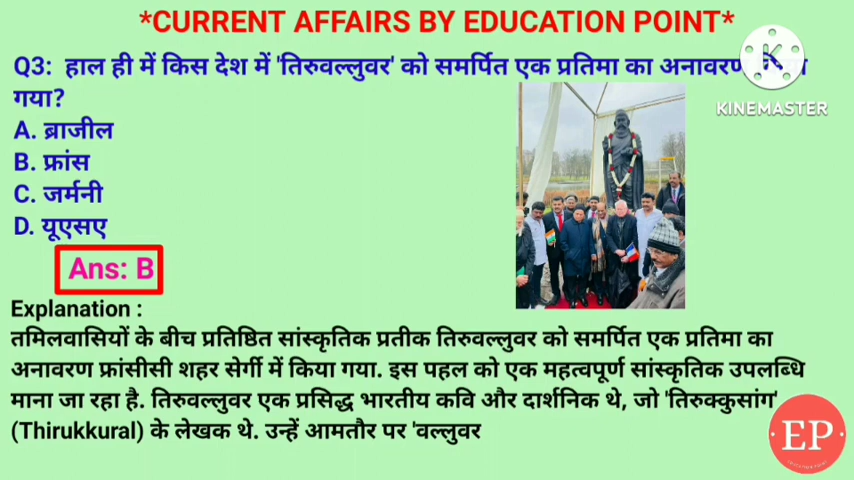 *CURRENT AFFAIRS BY EDUCATION POINT*
Q3: हाल ही में किस देश में 'तिरुवल्लुवर' को समर्पित एक प्रतिमा का अनावरण
गया?
KINEMASTER
A. ब्राजील
B. फ्रांस
C. जर्मनी
D. यूएसए
Ans: B
Explanation :
तमिलवासियों के बीच प्रतिष्ठित सांस्कृतिक प्रतीक तिरुवल्लुवर को समर्पित एक प्रतिमा का
अनावरण फ्रांसीसी शहर सेर्गी में किया गया. इस पहल को एक महत्वपूर्ण सांस्कृतिक उपलब्धि
माना जा रहा है. तिरुवल्लुवर एक प्रसिद्ध भारतीय कवि और दार्शनिक थे, जो 'तिरुक्कुसांग'
(Thirukkural) के लेखक थे. उन्हें आमतौर पर 'वल्लुवर
EP
EDUCATION POINT